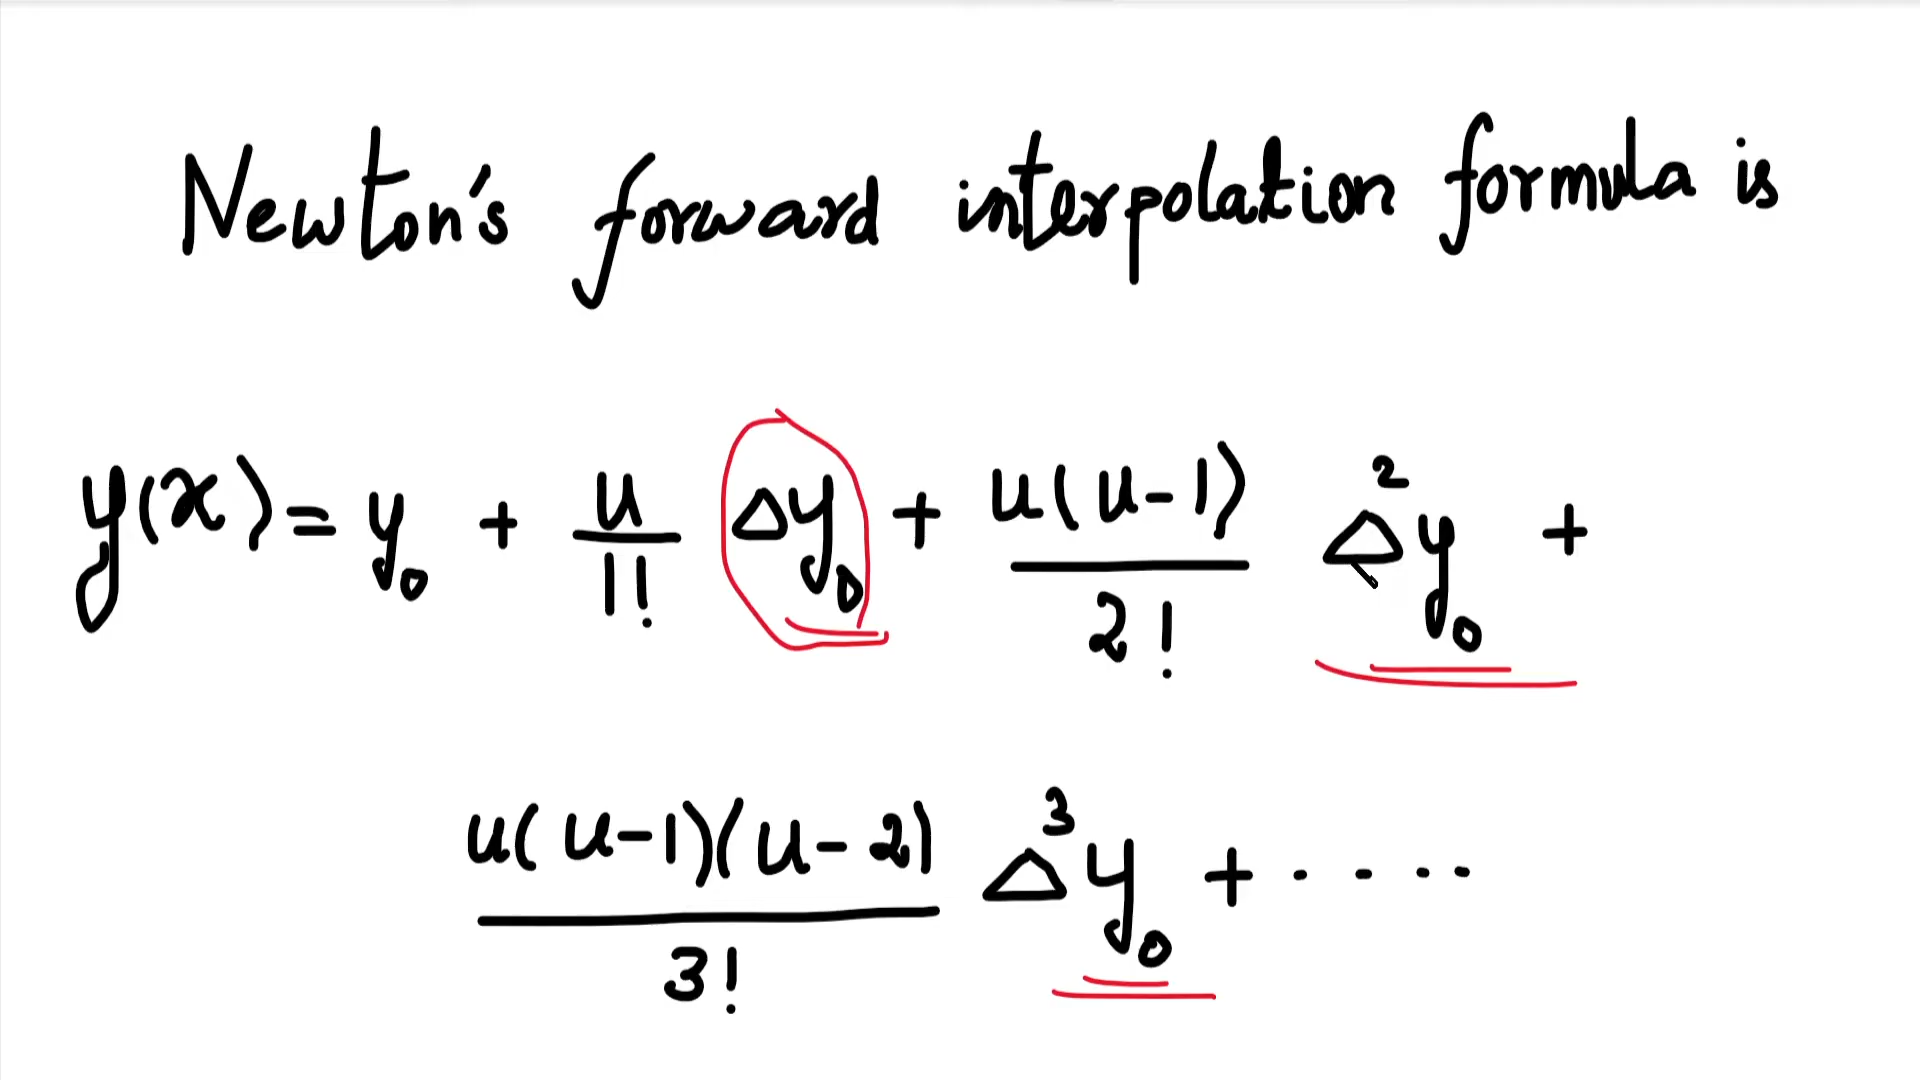 Newton's forward interpolation formula is
y(x) = y₀ + u/1! Δy₀ + u(u-1)/2! Δ²y₀ +
u(u-1)(u-2)/3! Δ³y₀ + ....